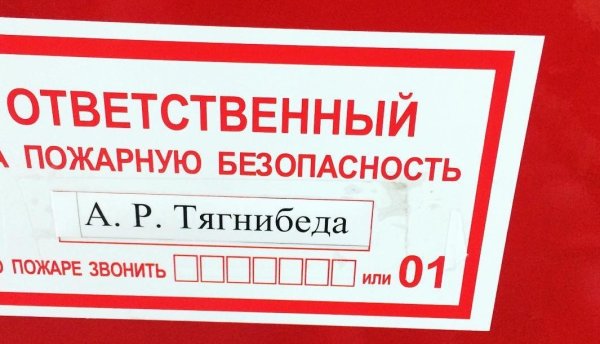 ОТВЕТСТВЕННЫЙ
А ПОЖАРНУЮ БЕЗОПАСНОСТЬ
А. Р. Тягнибеда
О ПОЖАРЕ ЗВОНИТЬ ИЛИ 01